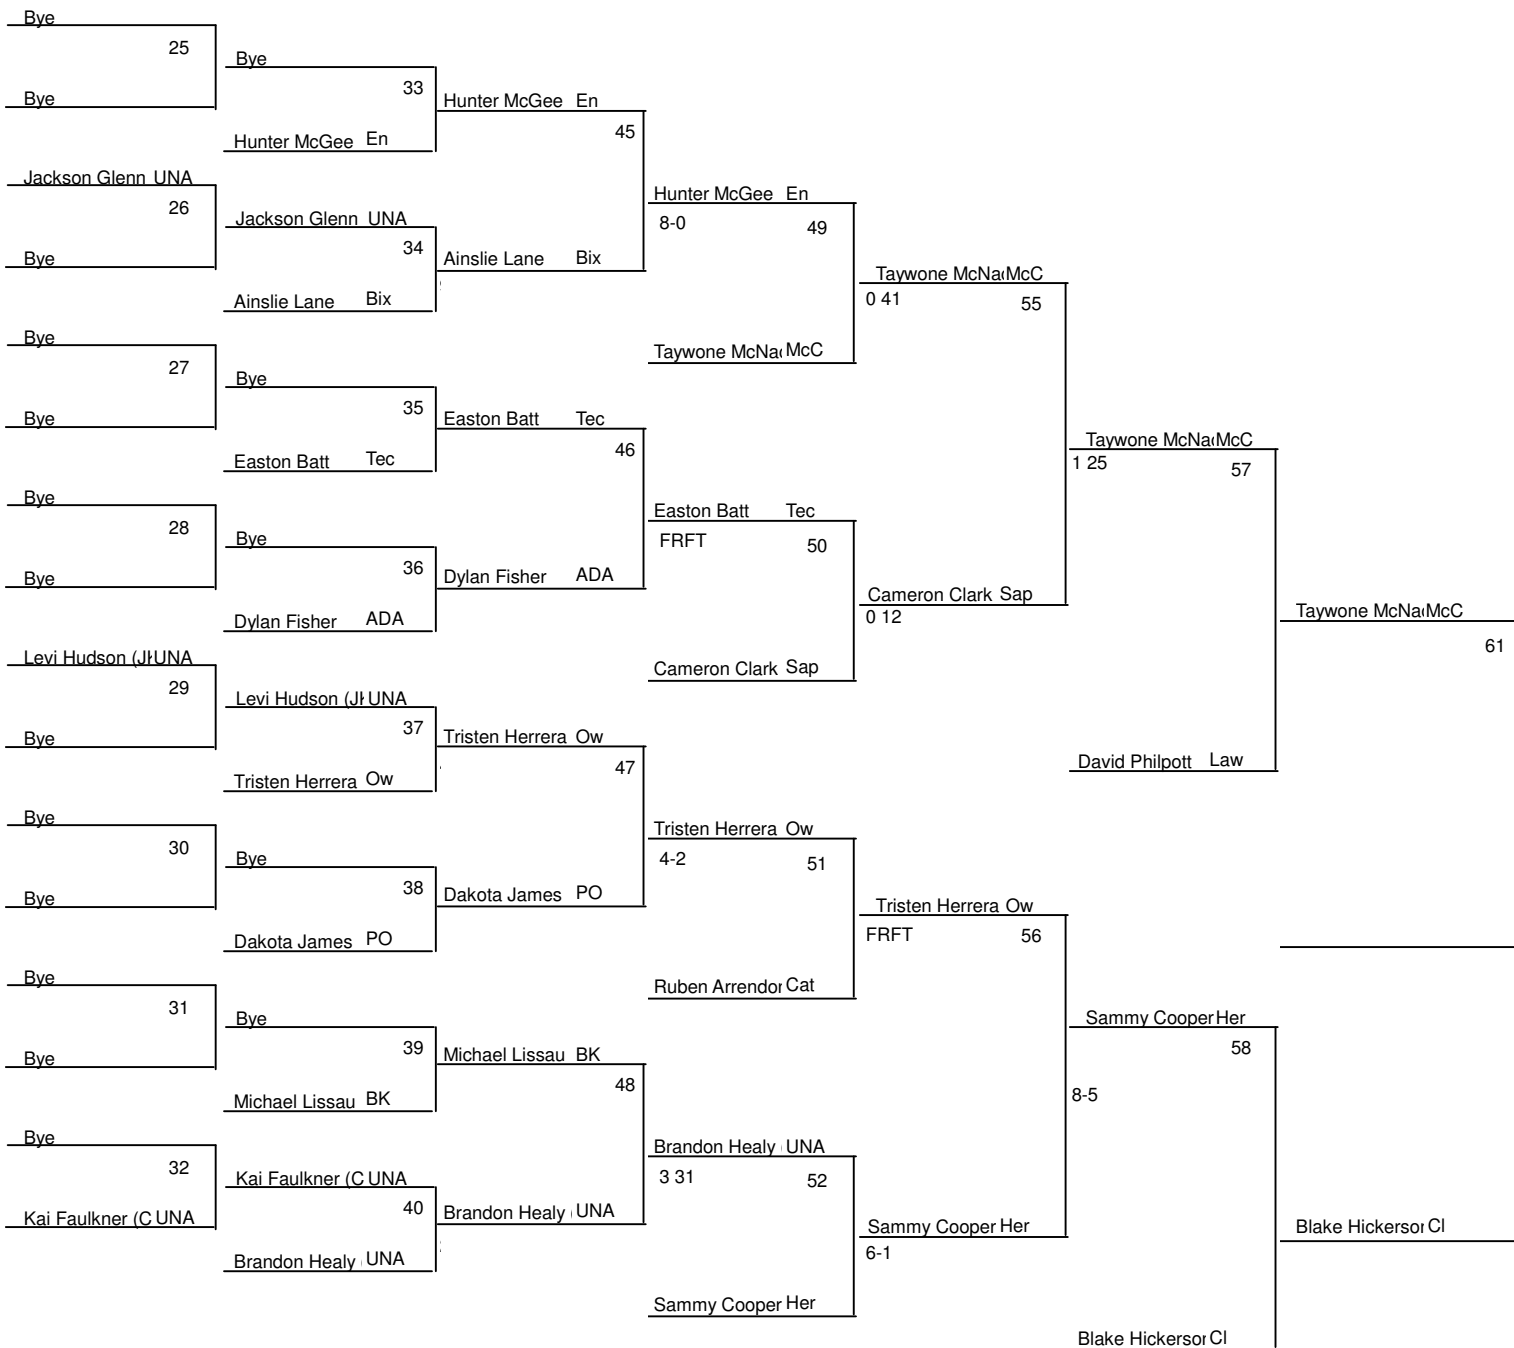 Bye
25
Bye
Bye
33
Hunter McGee En
Hunter McGee En
45
Jackson Glenn UNA
26
Bye
Jackson Glenn UNA
34
Ainslie Lane Bix
Ainslie Lane Bix
Hunter McGee En
8-0
49
Taywone McNa McC
Taywone McNa McC
0 41
55
Bye
27
Bye
Bye
35
Easton Batt Tec
Easton Batt Tec
46
Bye
28
Bye
Bye
36
Dylan Fisher ADA
Dylan Fisher ADA
Easton Batt Tec
FRFT
50
Cameron Clark Sap
Cameron Clark Sap
0 12
Taywone McNa McC
1 25
57
David Philpott Law
Taywone McNa McC
61
Levi Hudson (J UNA
29
Bye
Levi Hudson (J UNA
37
Tristen Herrera Ow
Tristen Herrera Ow
47
Bye
30
Bye
Bye
38
Dakota James PO
Dakota James PO
Tristen Herrera Ow
4-2
51
Ruben Arrendo Cat
Tristen Herrera Ow
FRFT
56
Bye
31
Bye
Bye
39
Michael Lissau BK
Michael Lissau BK
48
Bye
32
Kai Faulkner (C UNA
Kai Faulkner (C UNA
40
Brandon Healy UNA
Brandon Healy UNA
Brandon Healy UNA
3 31
52
Sammy Cooper Her
Sammy Cooper Her
6-1
Sammy Cooper Her
58
8-5
Blake Hickerso Cl
Blake Hickerso Cl